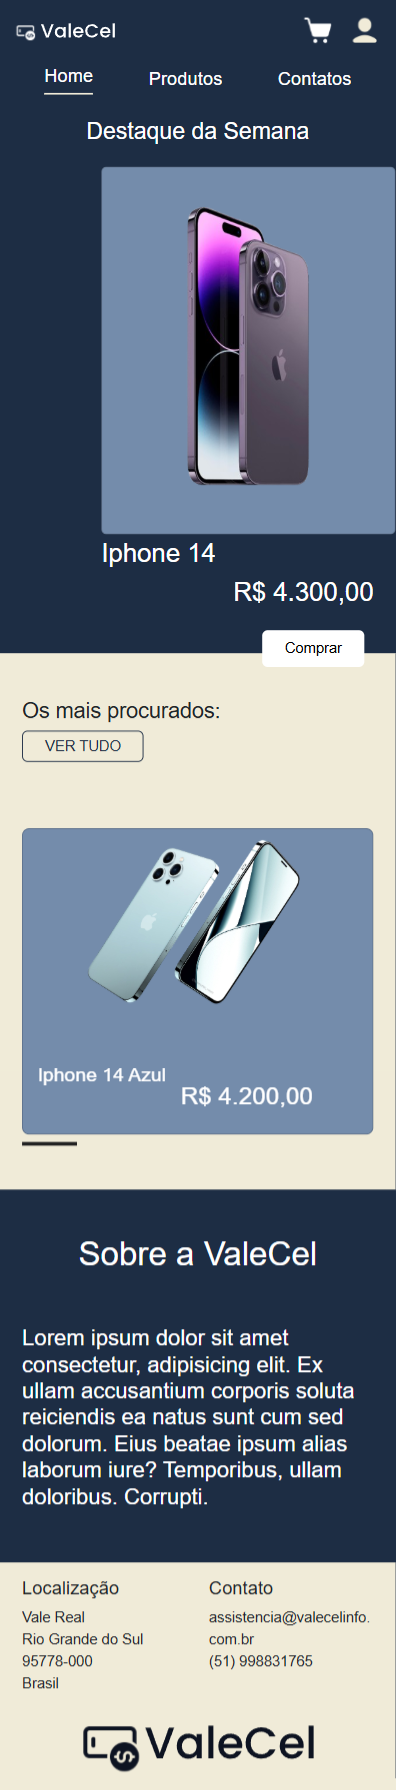 ValeCel
Home
Produtos
Contatos
Destaque da Semana
Iphone 14
R$ 4.300,00
Comprar
Os mais procurados:
VER TUDO
Iphone 14 Azul
R$ 4.200,00
Sobre a ValeCel
Lorem ipsum dolor sit amet
consectetur, adipisicing elit. Ex
ullam accusantium corporis soluta
reiciendis ea natus sunt cum sed
dolorum. Eius beatae ipsum alias
laborum iure? Temporibus, ullam
doloribus. Corrupti.
Localização
Vale Real
Rio Grande do Sul
95778-000
Brasil
Contato
assistencia@valecelinfo.
com.br
(51) 998831765
ValeCel